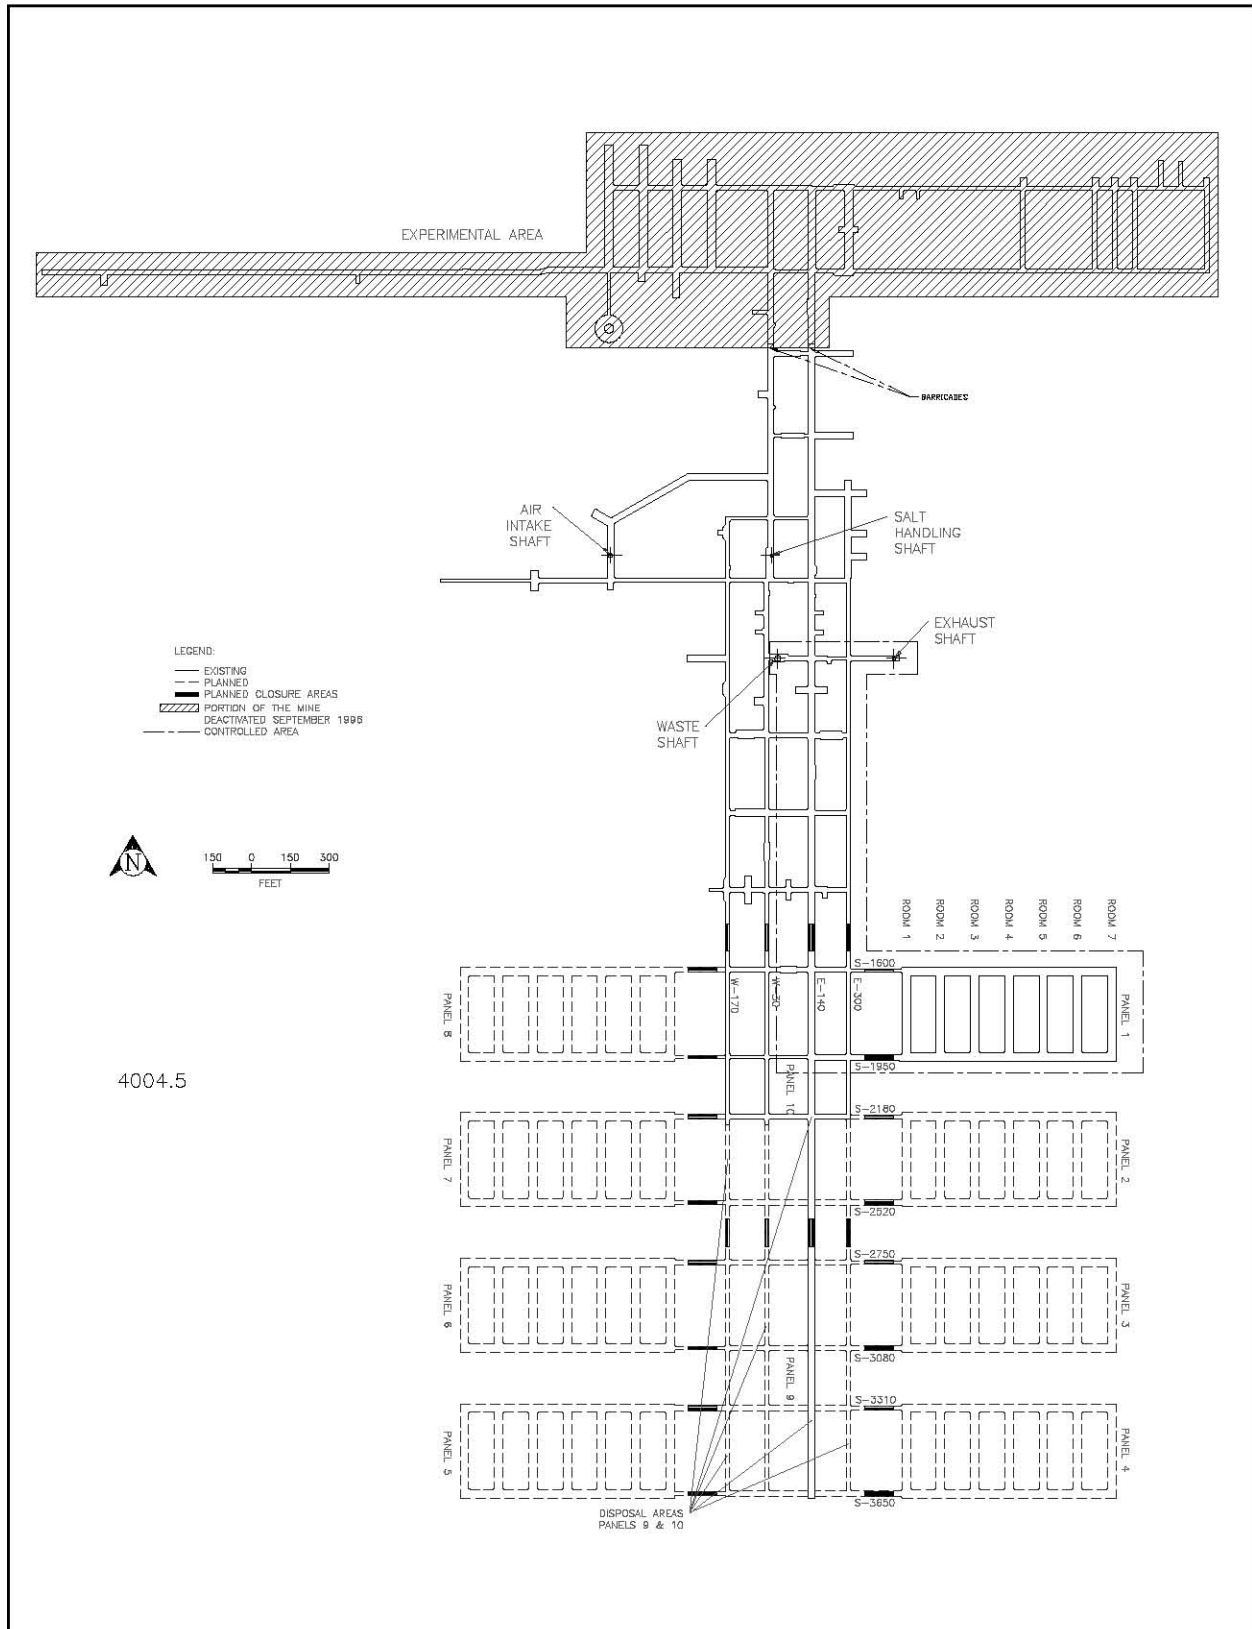 EXPERIMENTAL AREA
BARRICADES
AIR
INTAKE
SHAFT
SALT
HANDLING
SHAFT
EXHAUST
SHAFT
LEGEND:
EXISTING
PLANNED
PLANNED CLOSURE AREAS
PORTION OF THE MINE
DEACTIVATED SEPTEMBER 1996
CONTROLLED AREA
WASTE
SHAFT
N
150 0 150 300
FEET
ROOM 1
ROOM 2
ROOM 3
ROOM 4
ROOM 5
ROOM 6
ROOM 7
S-1600
W-170
W-30
E-140
E-300
PANEL 8
PANEL 1
S-1950
4004.5
PANEL 10
S-2180
PANEL 7
PANEL 2
S-2520
S-2750
PANEL 6
PANEL 3
S-3080
PANEL 9
S-3310
PANEL 5
PANEL 4
S-3650
DISPOSAL AREAS
PANELS 9 & 10